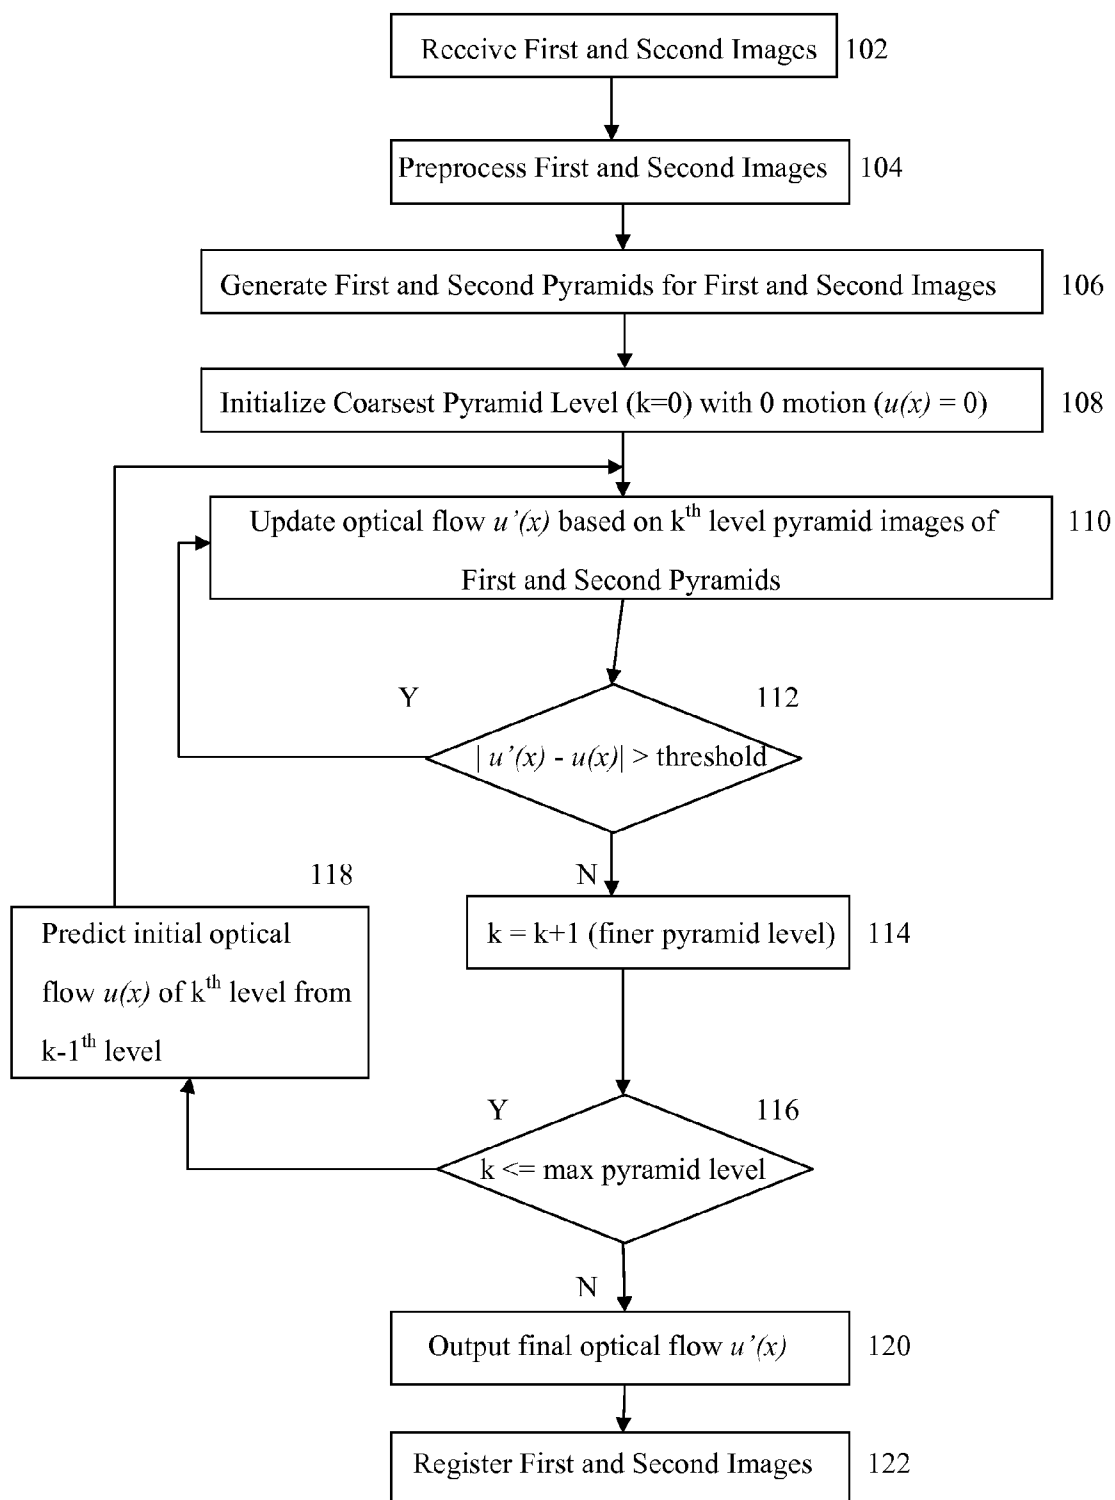 Receive First and Second Images 102
Preprocess First and Second Images 104
Generate First and Second Pyramids for First and Second Images 106
Initialize Coarsest Pyramid Level (k=0) with 0 motion (u(x) = 0) 108
Update optical flow u’(x) based on kth level pyramid images of 110
First and Second Pyramids
Y 112
| u’(x) - u(x)| > threshold
N
118
Predict initial optical
flow u(x) of kth level from
k-1th level
k = k+1 (finer pyramid level) 114
Y 116
k <= max pyramid level
N
Output final optical flow u’(x) 120
Register First and Second Images 122